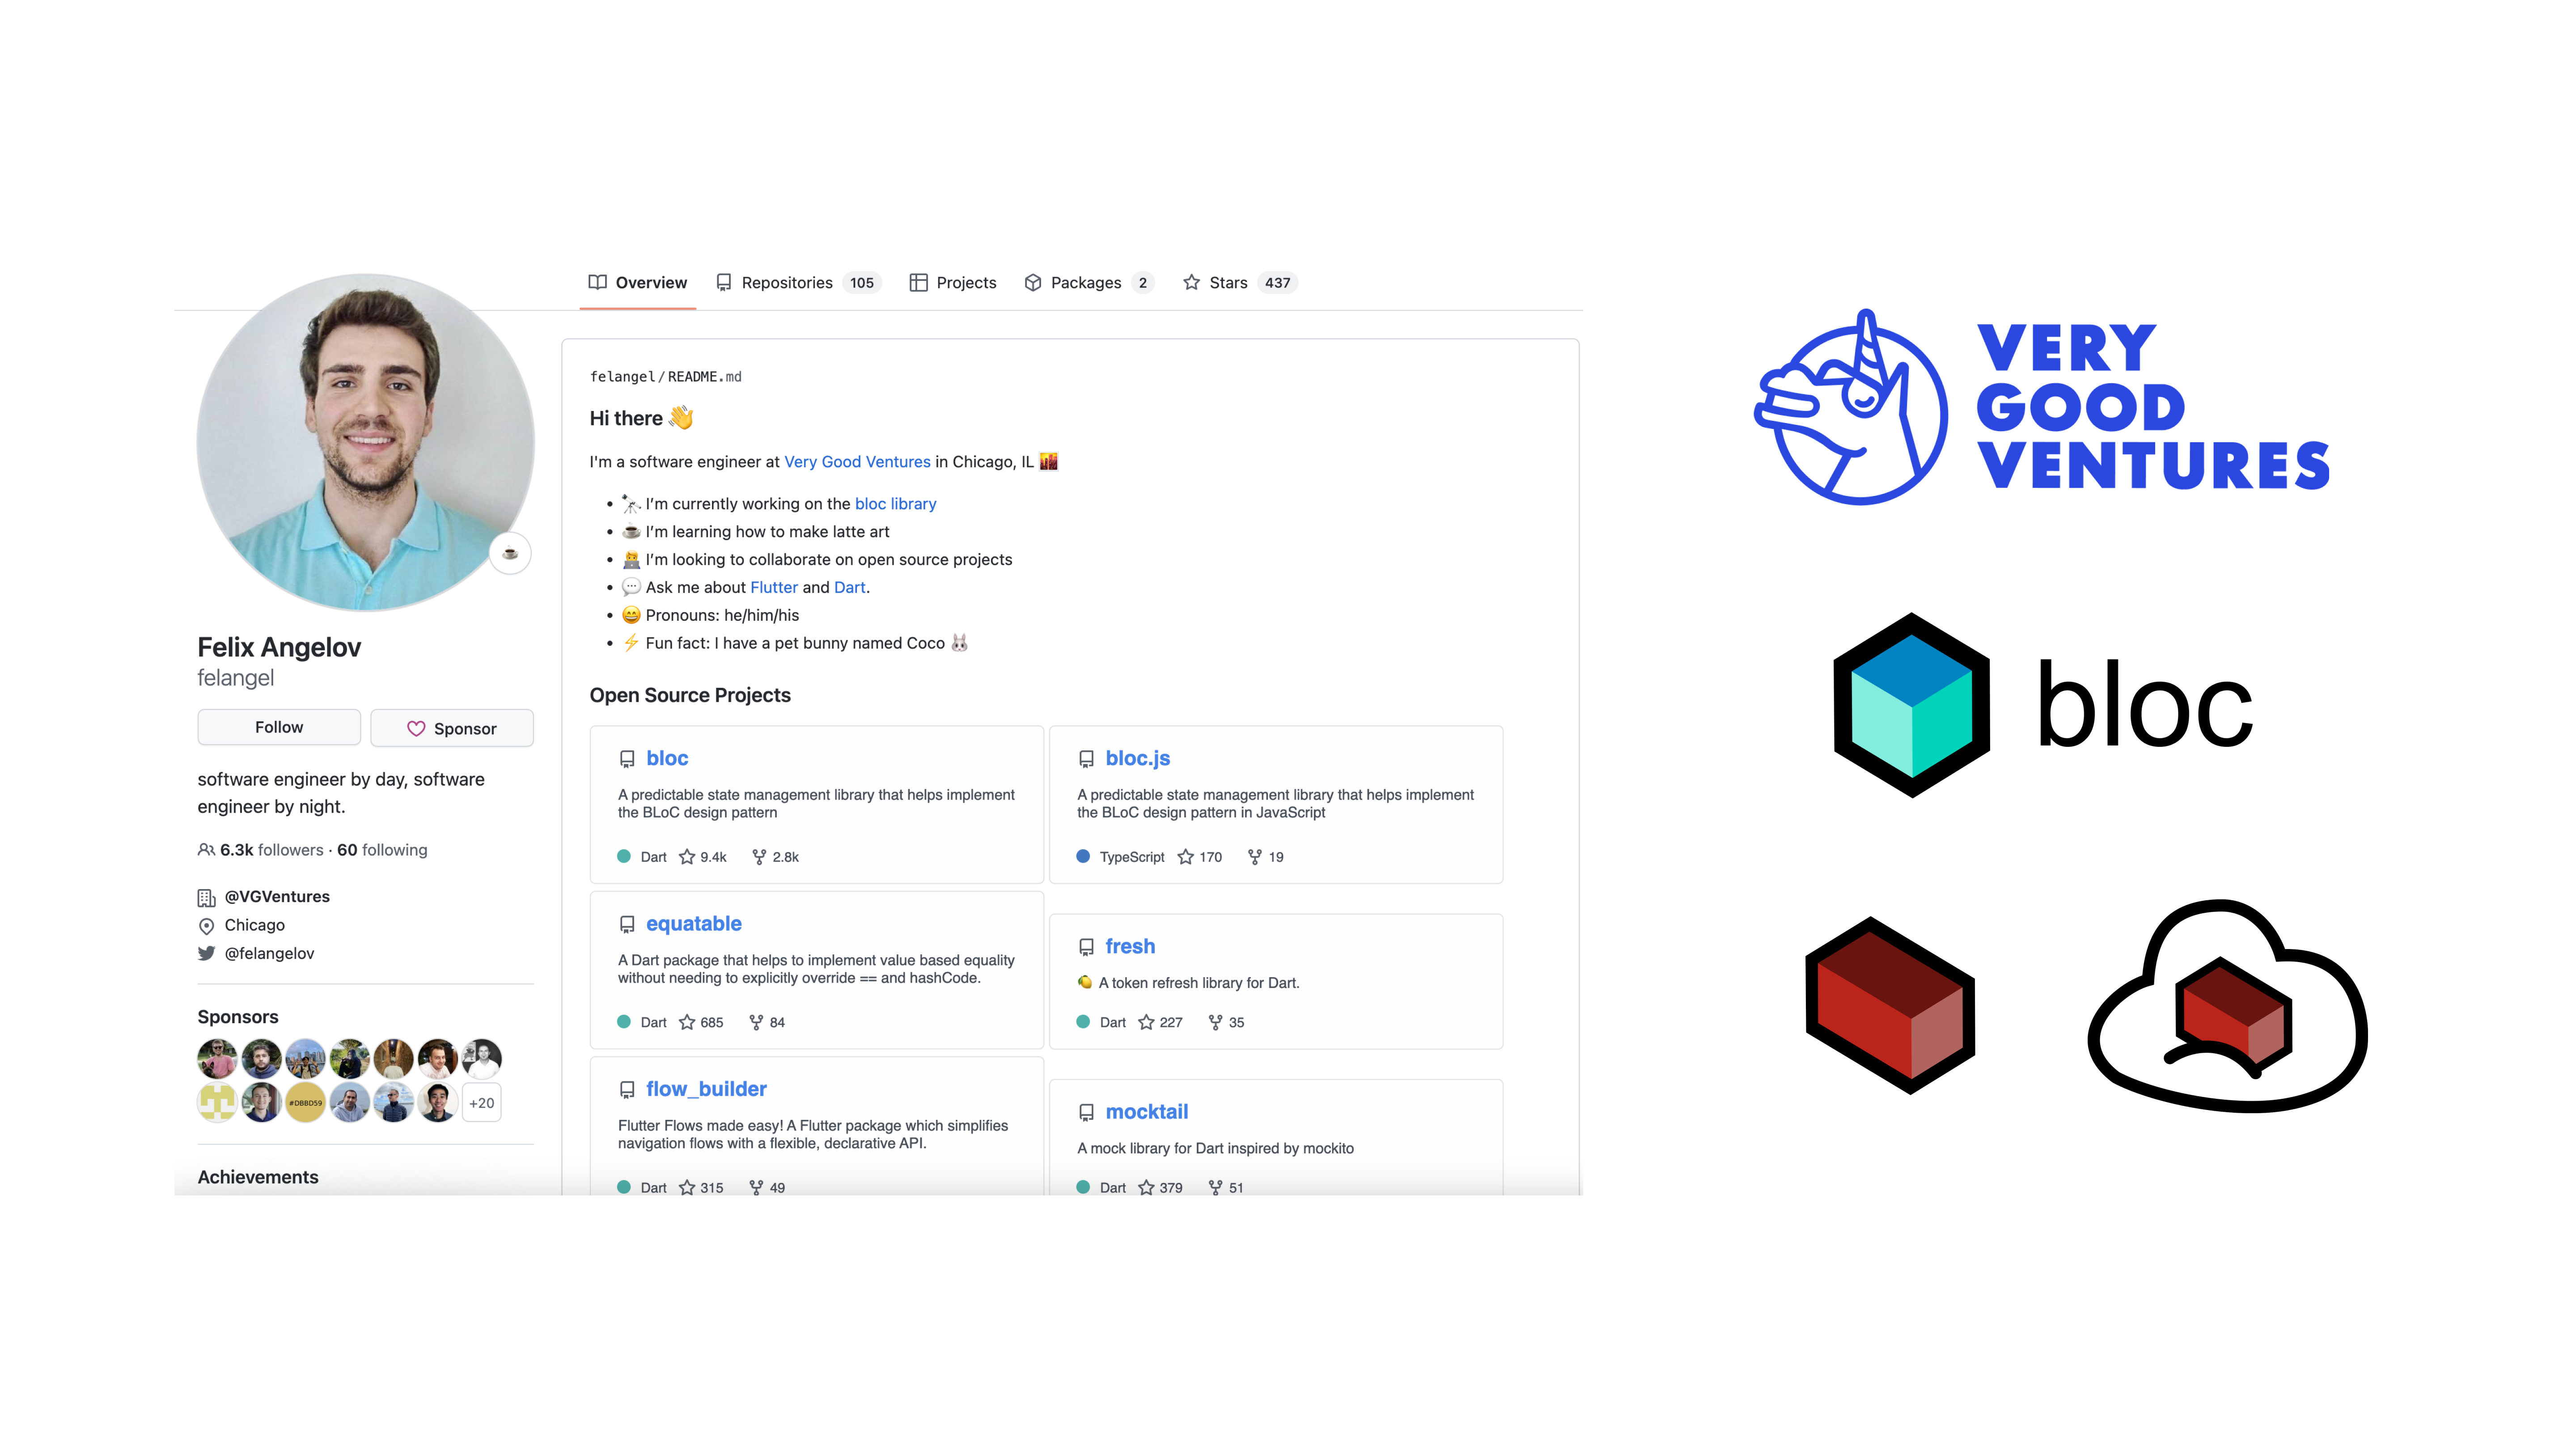 Overview Repositories 105 Projects Packages 2 Stars 437
felangel/README.md
Hi there 👋
I'm a software engineer at Very Good Ventures in Chicago, IL 🌇
• 🔭 I’m currently working on the bloc library
• ☕ I’m learning how to make latte art
• 👨‍💻 I’m looking to collaborate on open source projects
• 💬 Ask me about Flutter and Dart.
• 😄 Pronouns: he/him/his
• ⚡ Fun fact: I have a pet bunny named Coco 🐰
Felix Angelov
felangel
Follow Sponsor
software engineer by day, software
engineer by night.
6.3k followers · 60 following
@VGVentures
Chicago
@felangelov
Sponsors
#DBBD59
+20
Achievements
Open Source Projects
bloc
A predictable state management library that helps implement
the BLoC design pattern
Dart 9.4k 2.8k
bloc.js
A predictable state management library that helps implement
the BLoC design pattern in JavaScript
TypeScript 170 19
equatable
A Dart package that helps to implement value based equality
without needing to explicitly override == and hashCode.
Dart 685 84
fresh
🍋 A token refresh library for Dart.
Dart 227 35
flow_builder
Flutter Flows made easy! A Flutter package which simplifies
navigation flows with a flexible, declarative API.
Dart 315 49
mocktail
A mock library for Dart inspired by mockito
Dart 379 51
VERY
GOOD
VENTURES
bloc